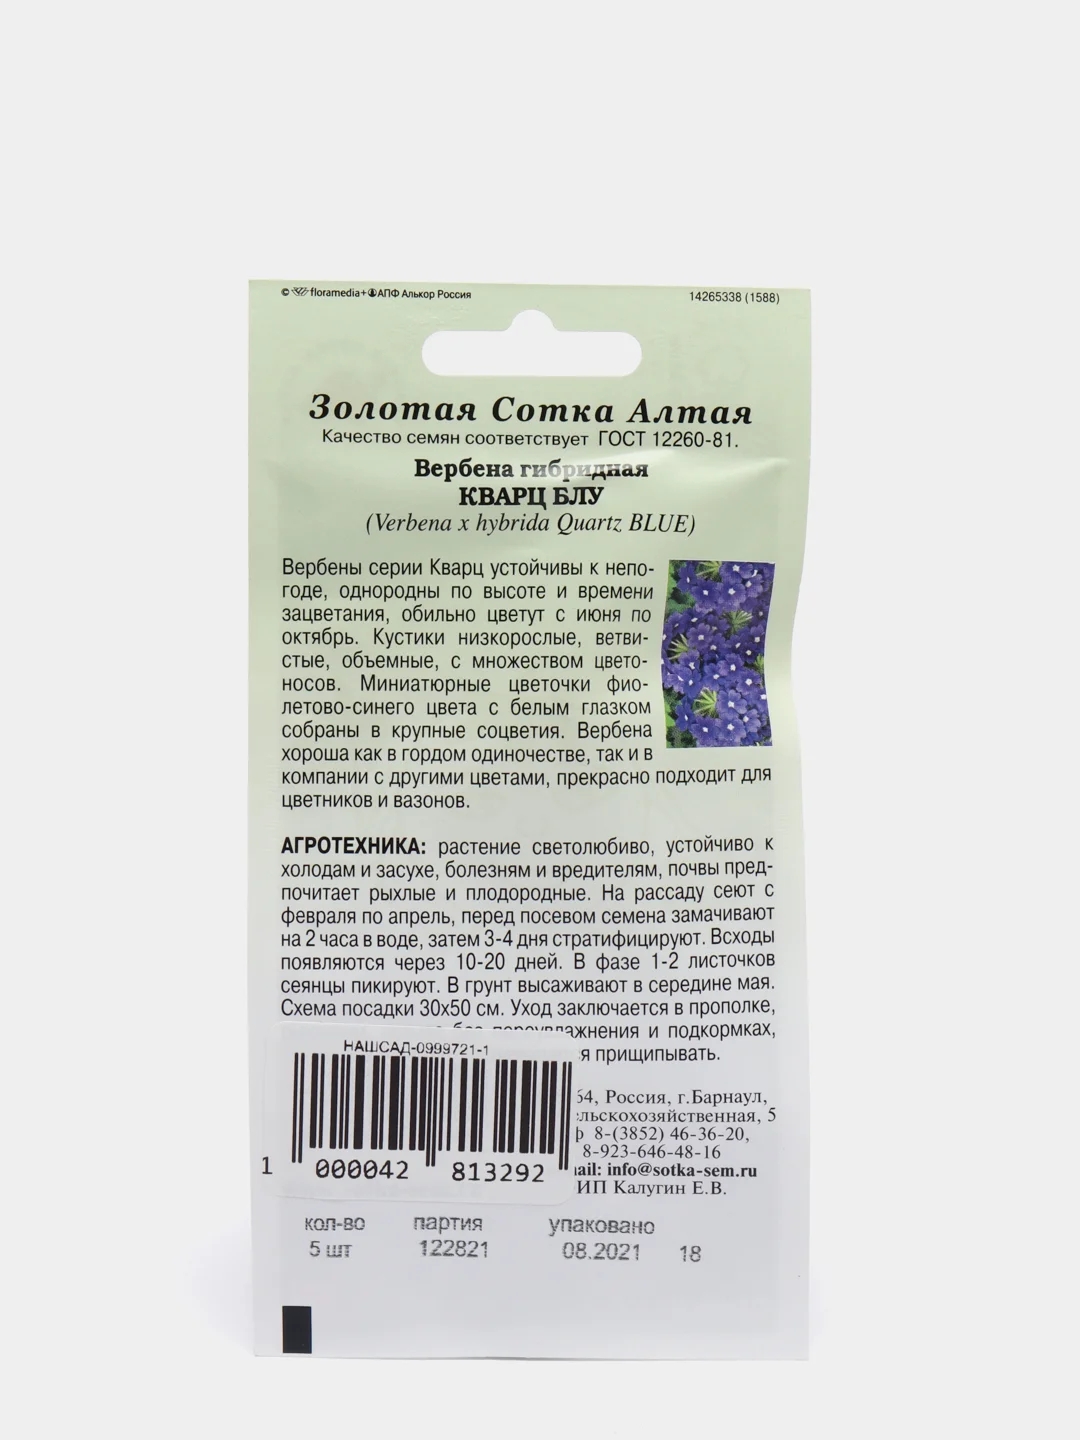 © floramedia+ АПФ Алькор Россия
14265338 (1588)
Золотая Сотка Алтая
Качество семян соответствует ГОСТ 12260-81.
Вербена гибридная
КВАРЦ БЛУ
(Verbena x hybrida Quartz BLUE)
Вербены серии Кварц устойчивы к непо-
годе, однородны по высоте и времени
зацветания, обильно цветут с июня по
октябрь. Кустики низкорослые, ветви-
стые, объемные, с множеством цвето-
носов. Миниатюрные цветочки фио-
летово-синего цвета с белым глазком
собраны в крупные соцветия. Вербена
хороша как в гордом одиночестве, так и в
компании с другими цветами, прекрасно подходит для
цветников и вазонов.
АГРОТЕХНИКА: растение светолюбиво, устойчиво к
холодам и засухе, болезням и вредителям, почвы пред-
почитает рыхлые и плодородные. На рассаду сеют с
февраля по апрель, перед посевом семена замачивают
на 2 часа в воде, затем 3-4 дня стратифицируют. Всходы
появляются через 10-20 дней. В фазе 1-2 листочков
сеянцы пикируют. В грунт высаживают в середине мая.
Схема посадки 30х50 см. Уход заключается в прополке,
без переувлажнения и подкормках,
я прищипывать.
НАШСАД-0999721-1
1 000042 813292
64, Россия, г.Барнаул,
льскохозяйственная, 5
ф 8-(3852) 46-36-20,
8-923-646-48-16
ail: info@sotka-sem.ru
ИП Калугин Е.В.
кол-во партия упаковано
5 шт 122821 08.2021 18